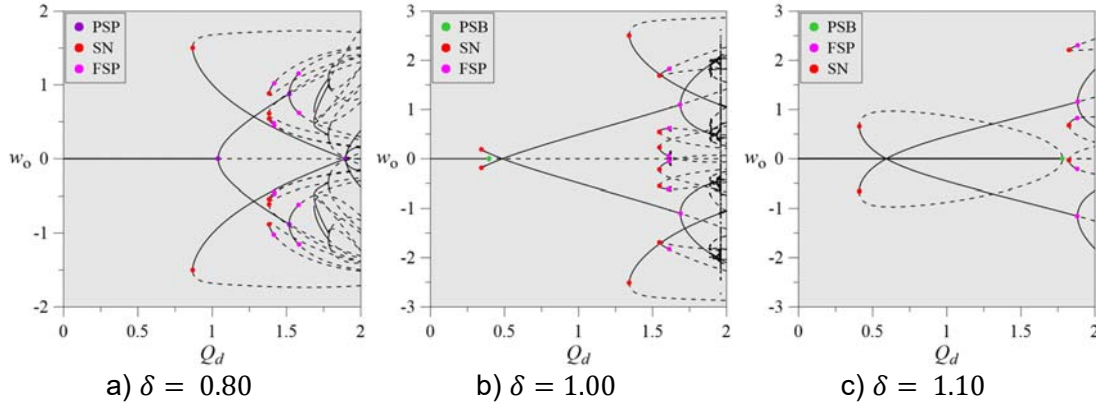 2
1
0
-1
-2
w_o
0 0.5 1 1.5 2
Q_d
PSP
SN
FSP
a) δ = 0.80
3
2
1
0
-1
-2
-3
w_o
0 0.5 1 1.5 2
Q_d
PSB
SN
FSP
b) δ = 1.00
3
2
1
0
-1
-2
-3
w_o
0 0.5 1 1.5 2
Q_d
PSB
FSP
SN
c) δ = 1.10